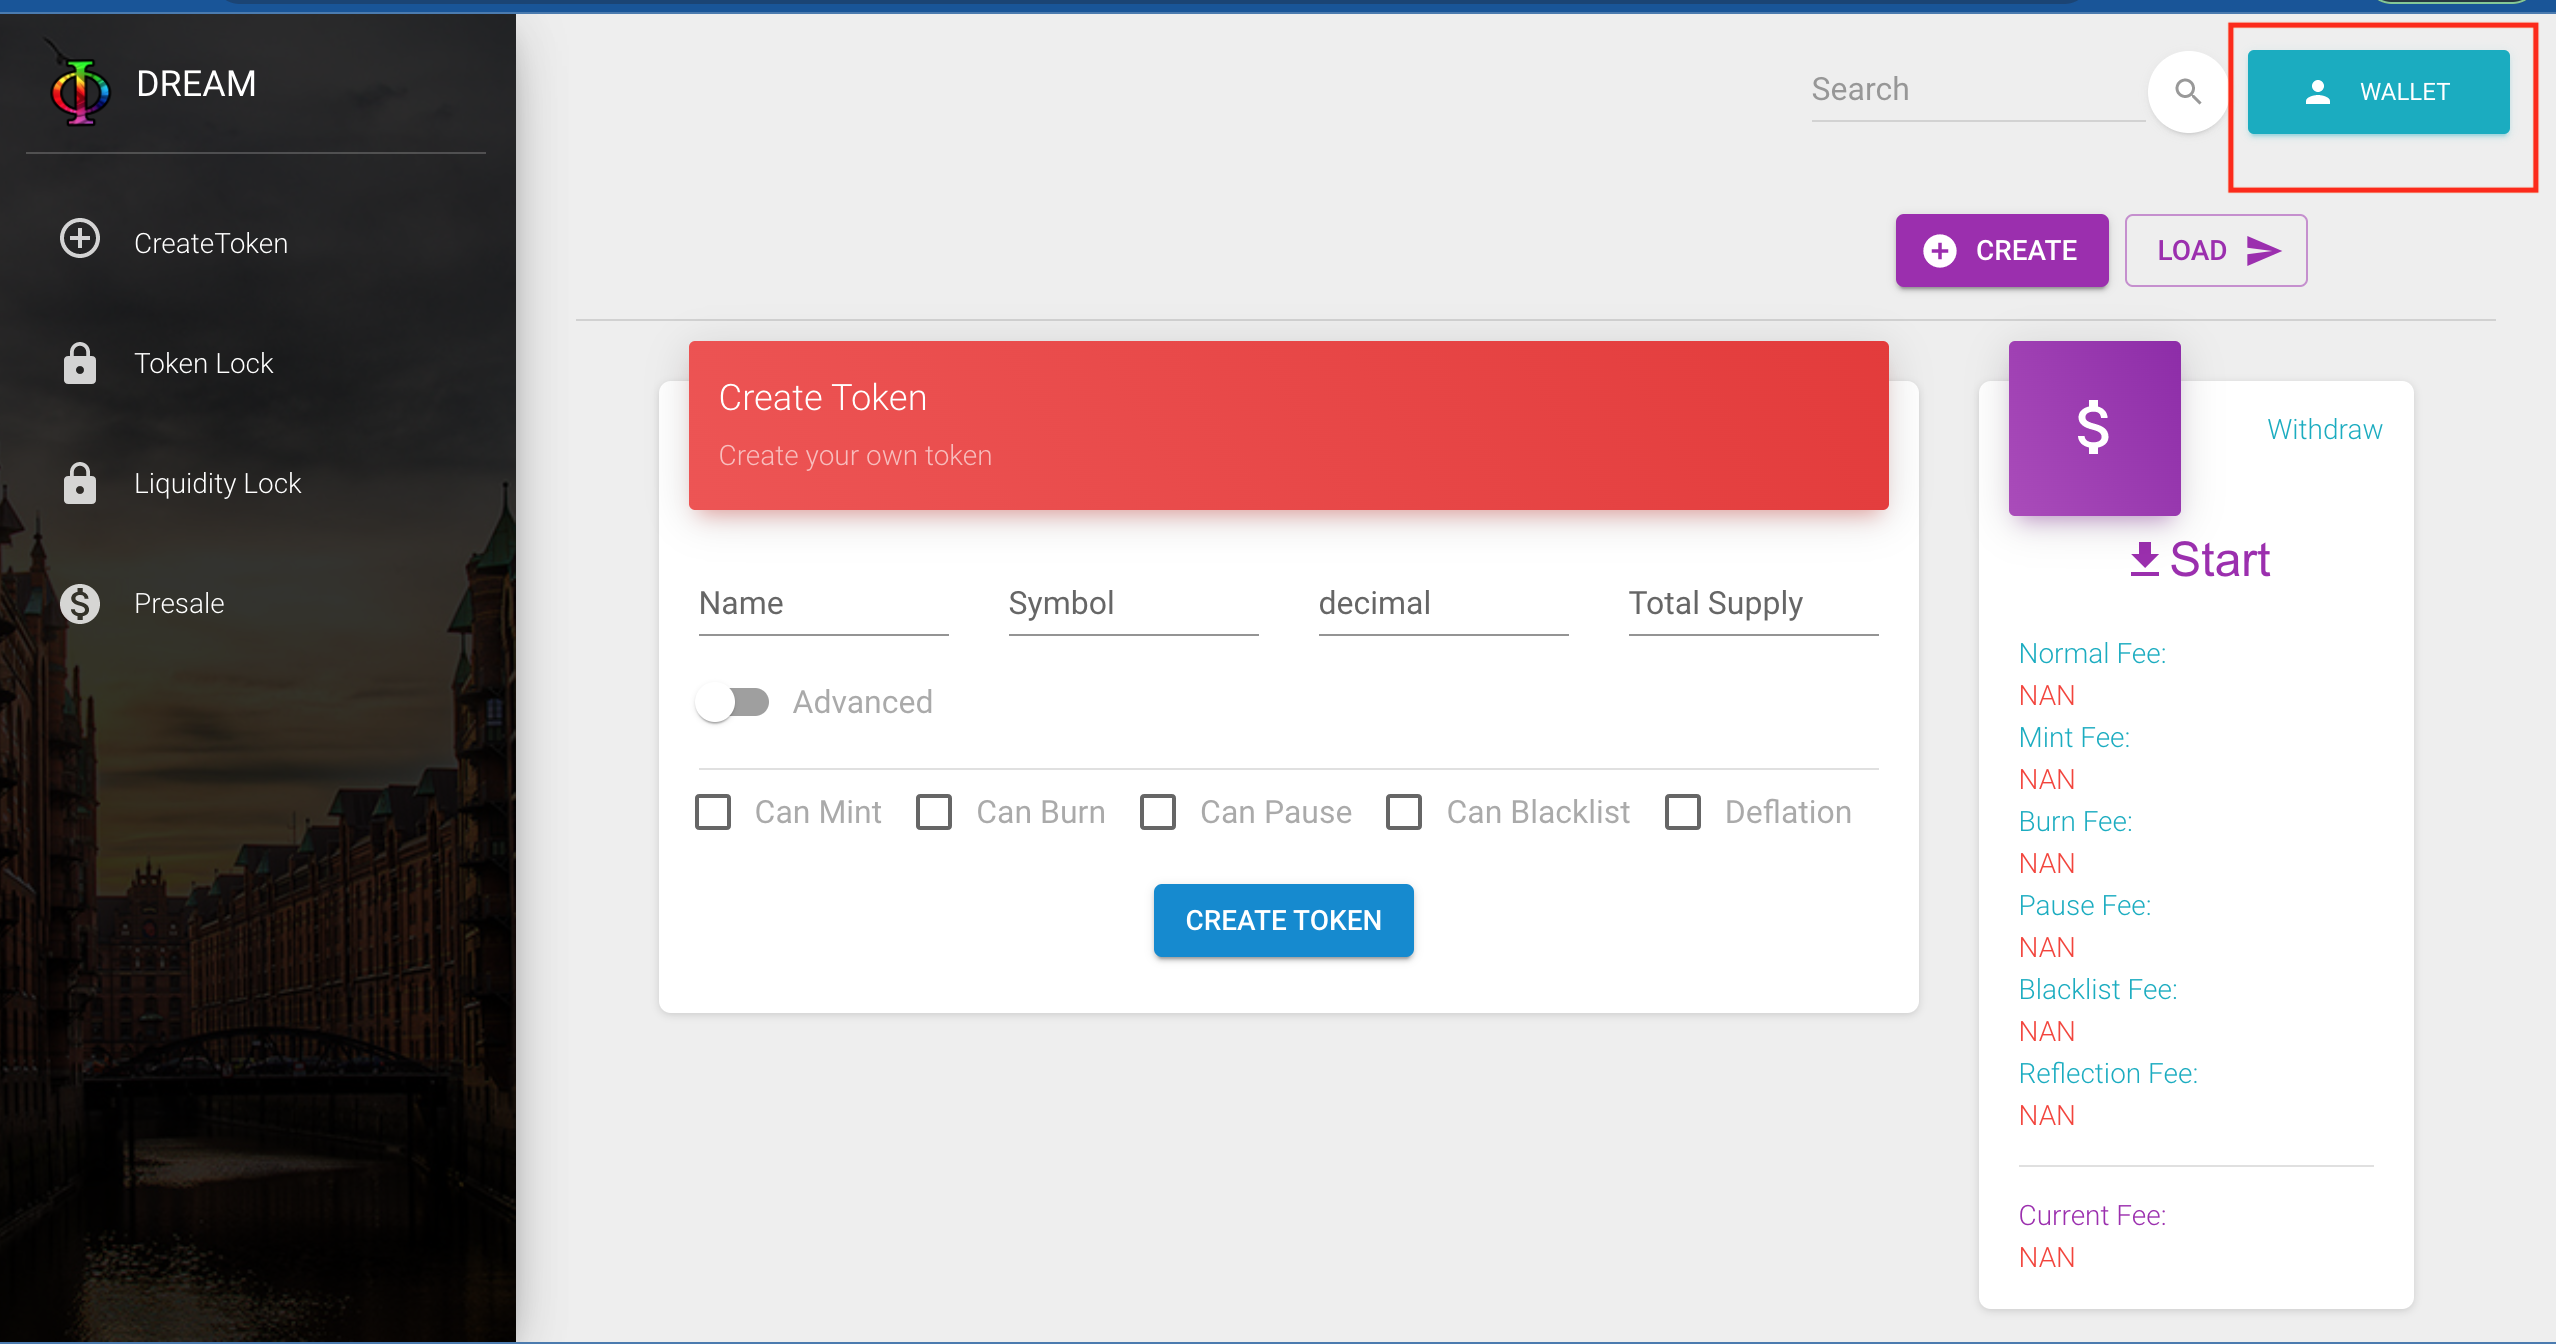 DREAM
CreateToken
Token Lock
Liquidity Lock
Presale
Search
WALLET
CREATE
LOAD
Create Token
Create your own token
Name
Symbol
decimal
Total Supply
Advanced
Can Mint
Can Burn
Can Pause
Can Blacklist
Deflation
CREATE TOKEN
$
Withdraw
Start
Normal Fee:
NAN
Mint Fee:
NAN
Burn Fee:
NAN
Pause Fee:
NAN
Blacklist Fee:
NAN
Reflection Fee:
NAN
Current Fee:
NAN